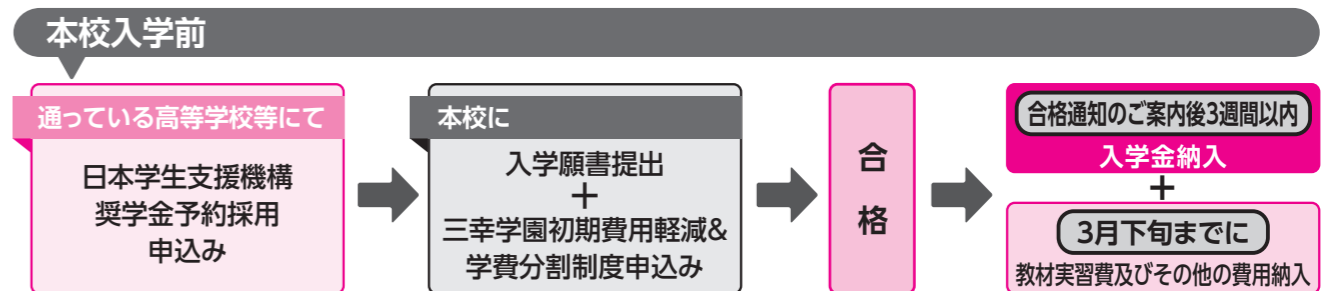 本校入学前
通っている高等学校等にて
日本学生支援機構
奨学金予約採用
申込み
本校に
入学願書提出
＋
三幸学園初期費用軽減&
学費分割制度申込み
合
格
合格通知のご案内後3週間以内
入学金納入
＋
3月下旬までに
教材実習費及びその他の費用納入